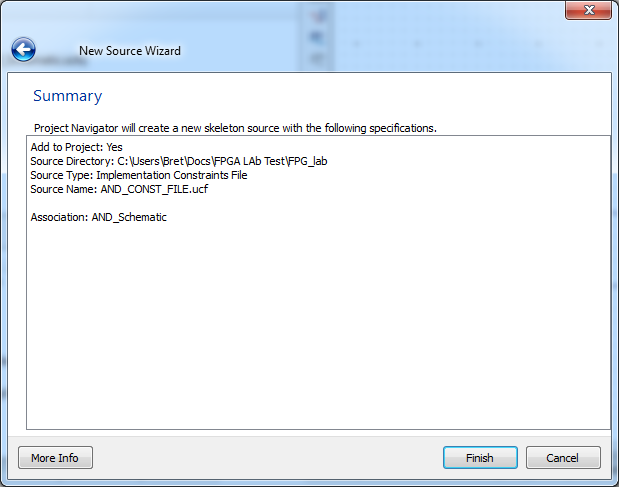 New Source Wizard
Summary
Project Navigator will create a new skeleton source with the following specifications.
Add to Project: Yes
Source Directory: C:\Users\Bret\Docs\FPGA LAb Test\FPG_lab
Source Type: Implementation Constraints File
Source Name: AND_CONST_FILE.ucf
Association: AND_Schematic
More Info
Finish
Cancel